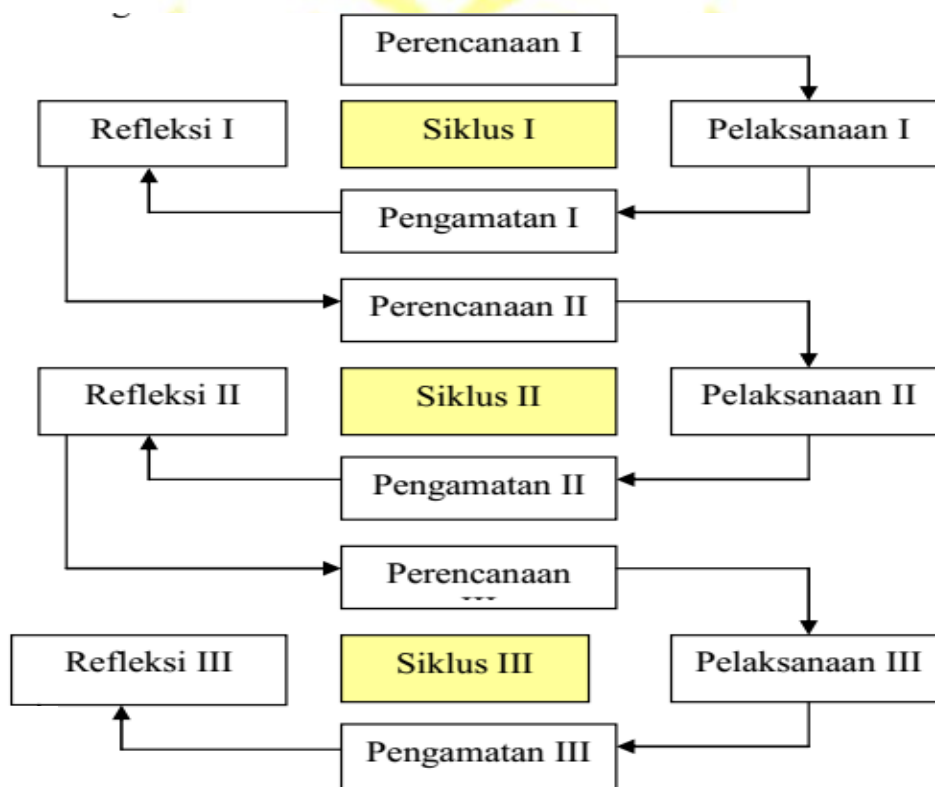 Perencanaan I
Refleksi I
Siklus I
Pelaksanaan I
Pengamatan I
Perencanaan II
Refleksi II
Siklus II
Pelaksanaan II
Pengamatan II
Perencanaan
Refleksi III
Siklus III
Pelaksanaan III
Pengamatan III